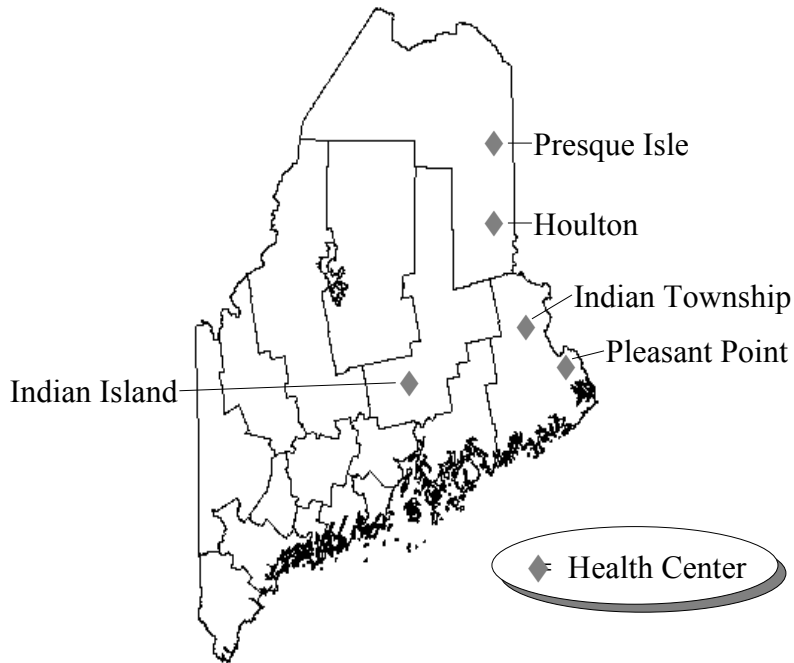 Presque Isle
Houlton
Indian Township
Pleasant Point
Indian Island
= Health Center